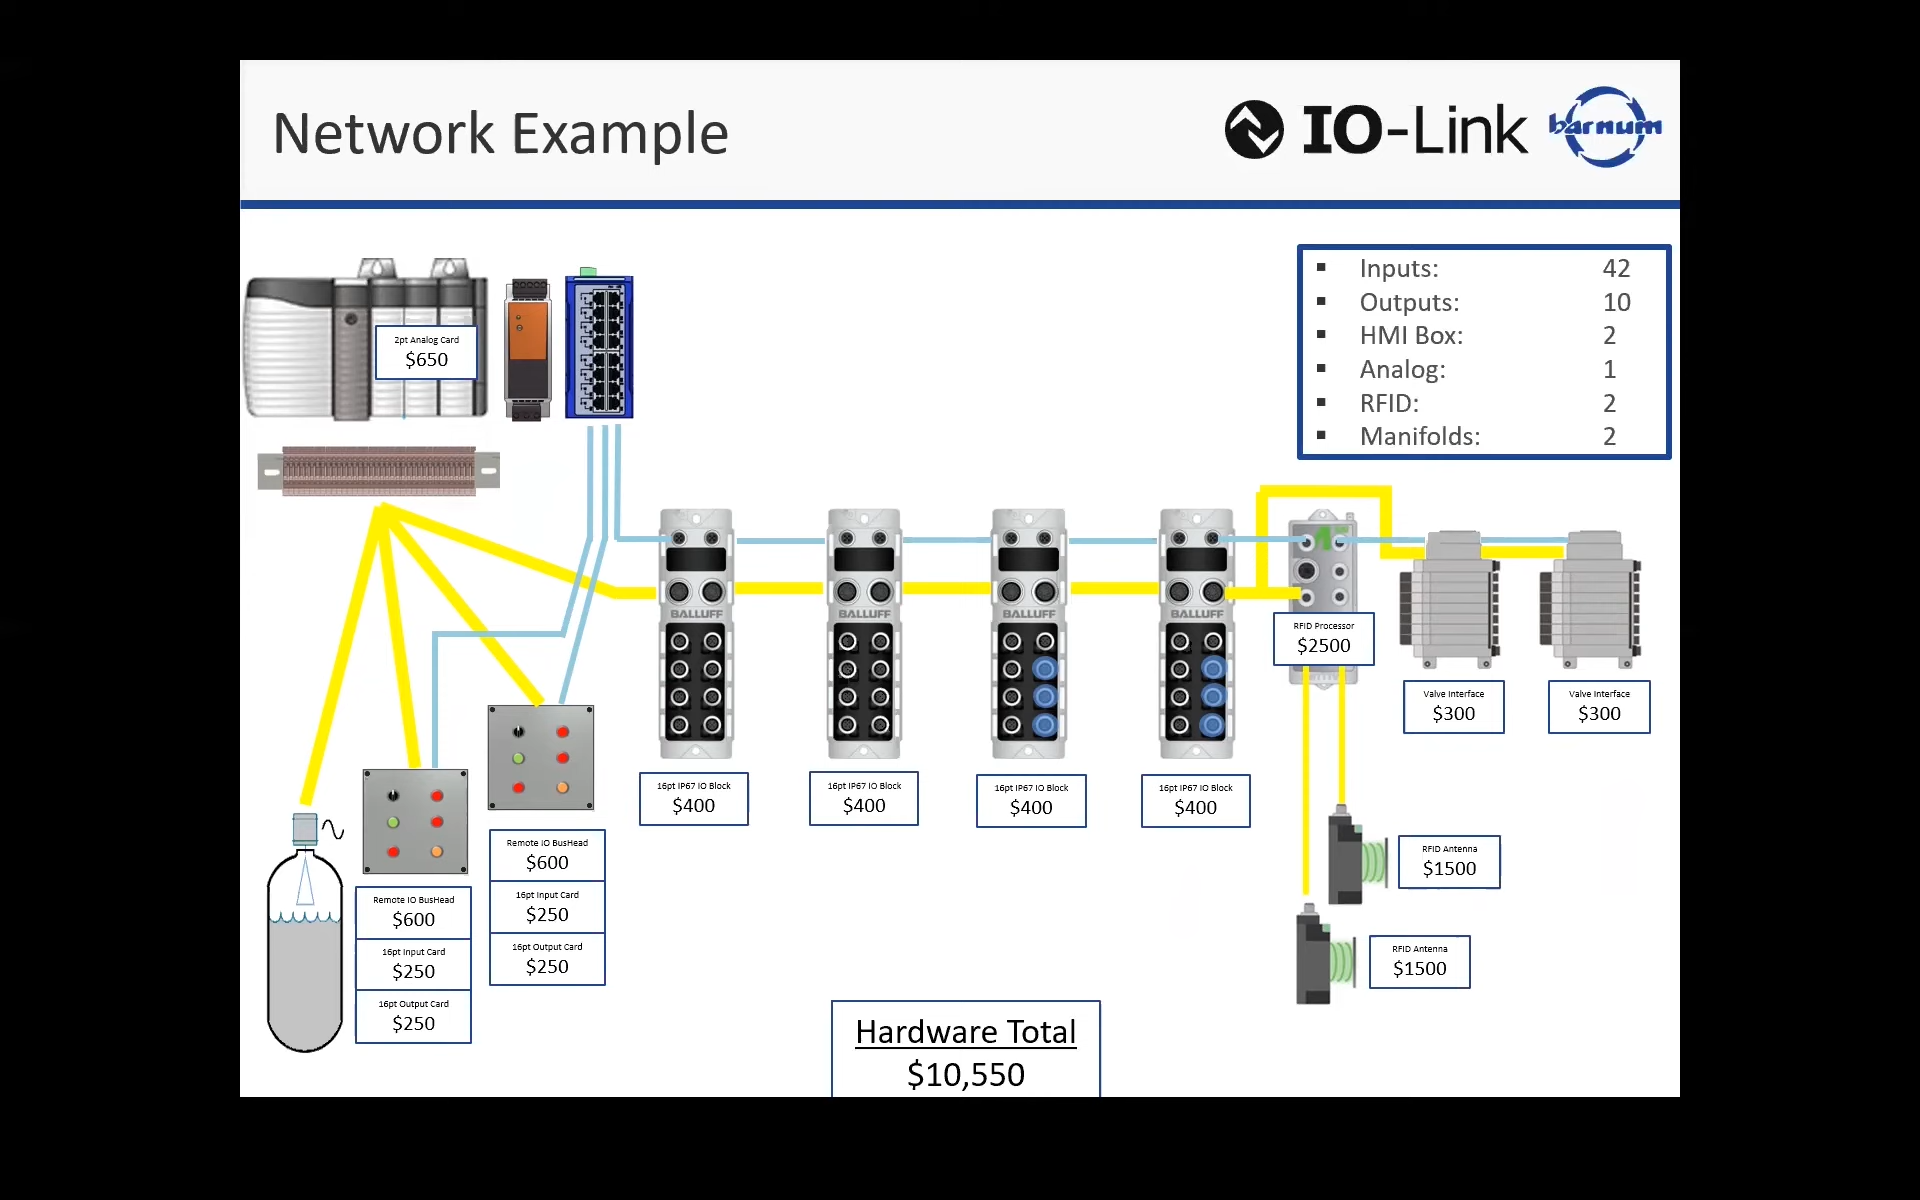 Network Example
IO-Link
barnum
Inputs: 42
Outputs: 10
HMI Box: 2
Analog: 1
RFID: 2
Manifolds: 2
2pt Analog Card
$650
BALLUFF
BALLUFF
BALLUFF
BALLUFF
RFID Processor
$2500
Valve Interface
$300
Valve Interface
$300
16pt IP67 IO Block
$400
16pt IP67 IO Block
$400
16pt IP67 IO Block
$400
16pt IP67 IO Block
$400
Remote IO BusHead
$600
16pt Input Card
$250
16pt Output Card
$250
Remote IO BusHead
$600
16pt Input Card
$250
16pt Output Card
$250
RFID Antenna
$1500
RFID Antenna
$1500
Hardware Total
$10,550